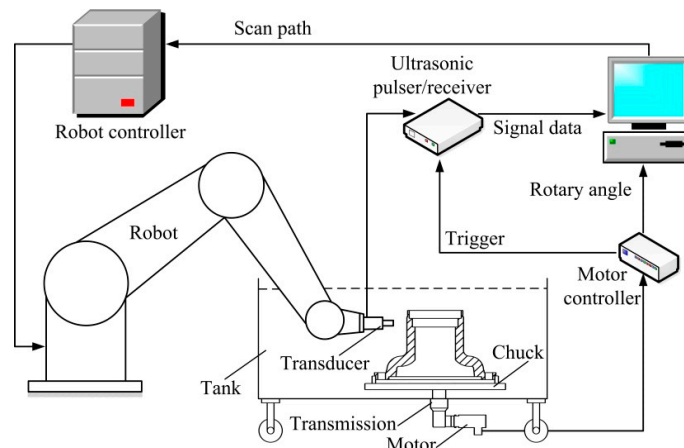 Scan path
Ultrasonic
pulser/receiver
Robot controller
Signal data
Rotary angle
Robot
Trigger
Motor
controller
Transducer
Chuck
Tank
Transmission
Motor